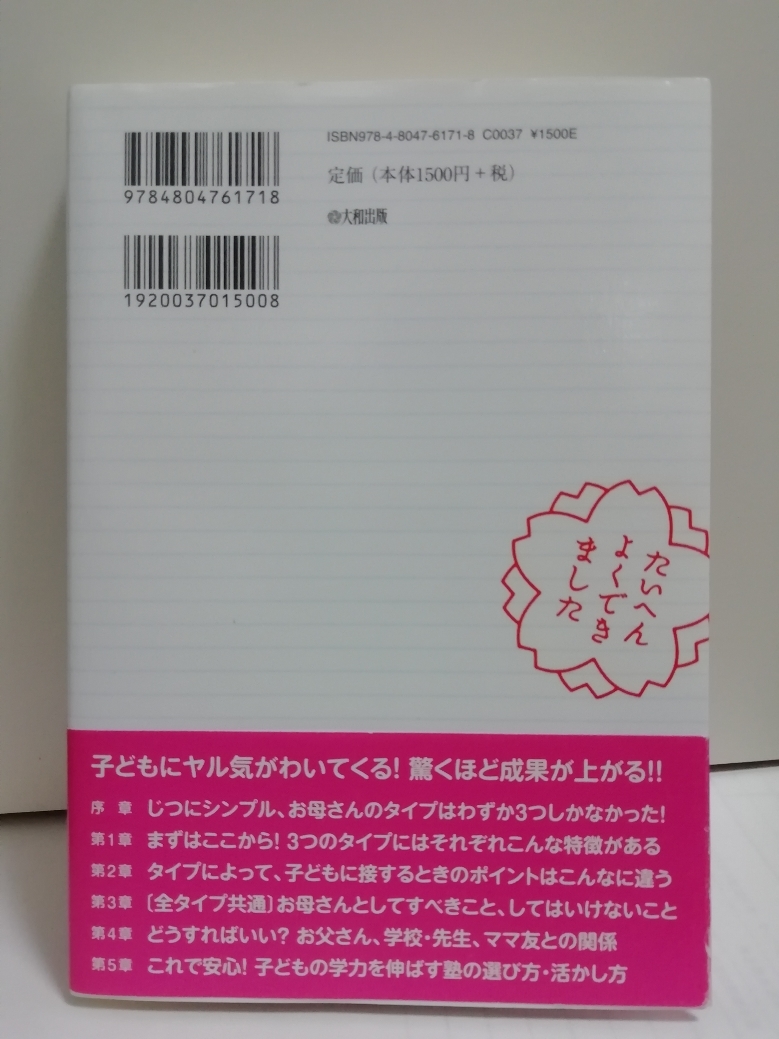 ISBN978-4-8047-6171-8 C0037 ¥1500E
9784804761718
定価（本体1500円＋税）
大和出版
1920037015008
たいへん
よくでき
ました
子どもにヤル気がわいてくる！驚くほど成果が上がる!!
序章 じつにシンプル、お母さんのタイプはわずか3つしかなかった！
第1章 まずはここから！3つのタイプにはそれぞれこんな特徴がある
第2章 タイプによって、子どもに接するときのポイントはこんなに違う
第3章 〔全タイプ共通〕お母さんとしてすべきこと、してはいけないこと
第4章 どうすればいい？お父さん、学校・先生、ママ友との関係
第5章 これで安心！子どもの学力を伸ばす塾の選び方・活かし方